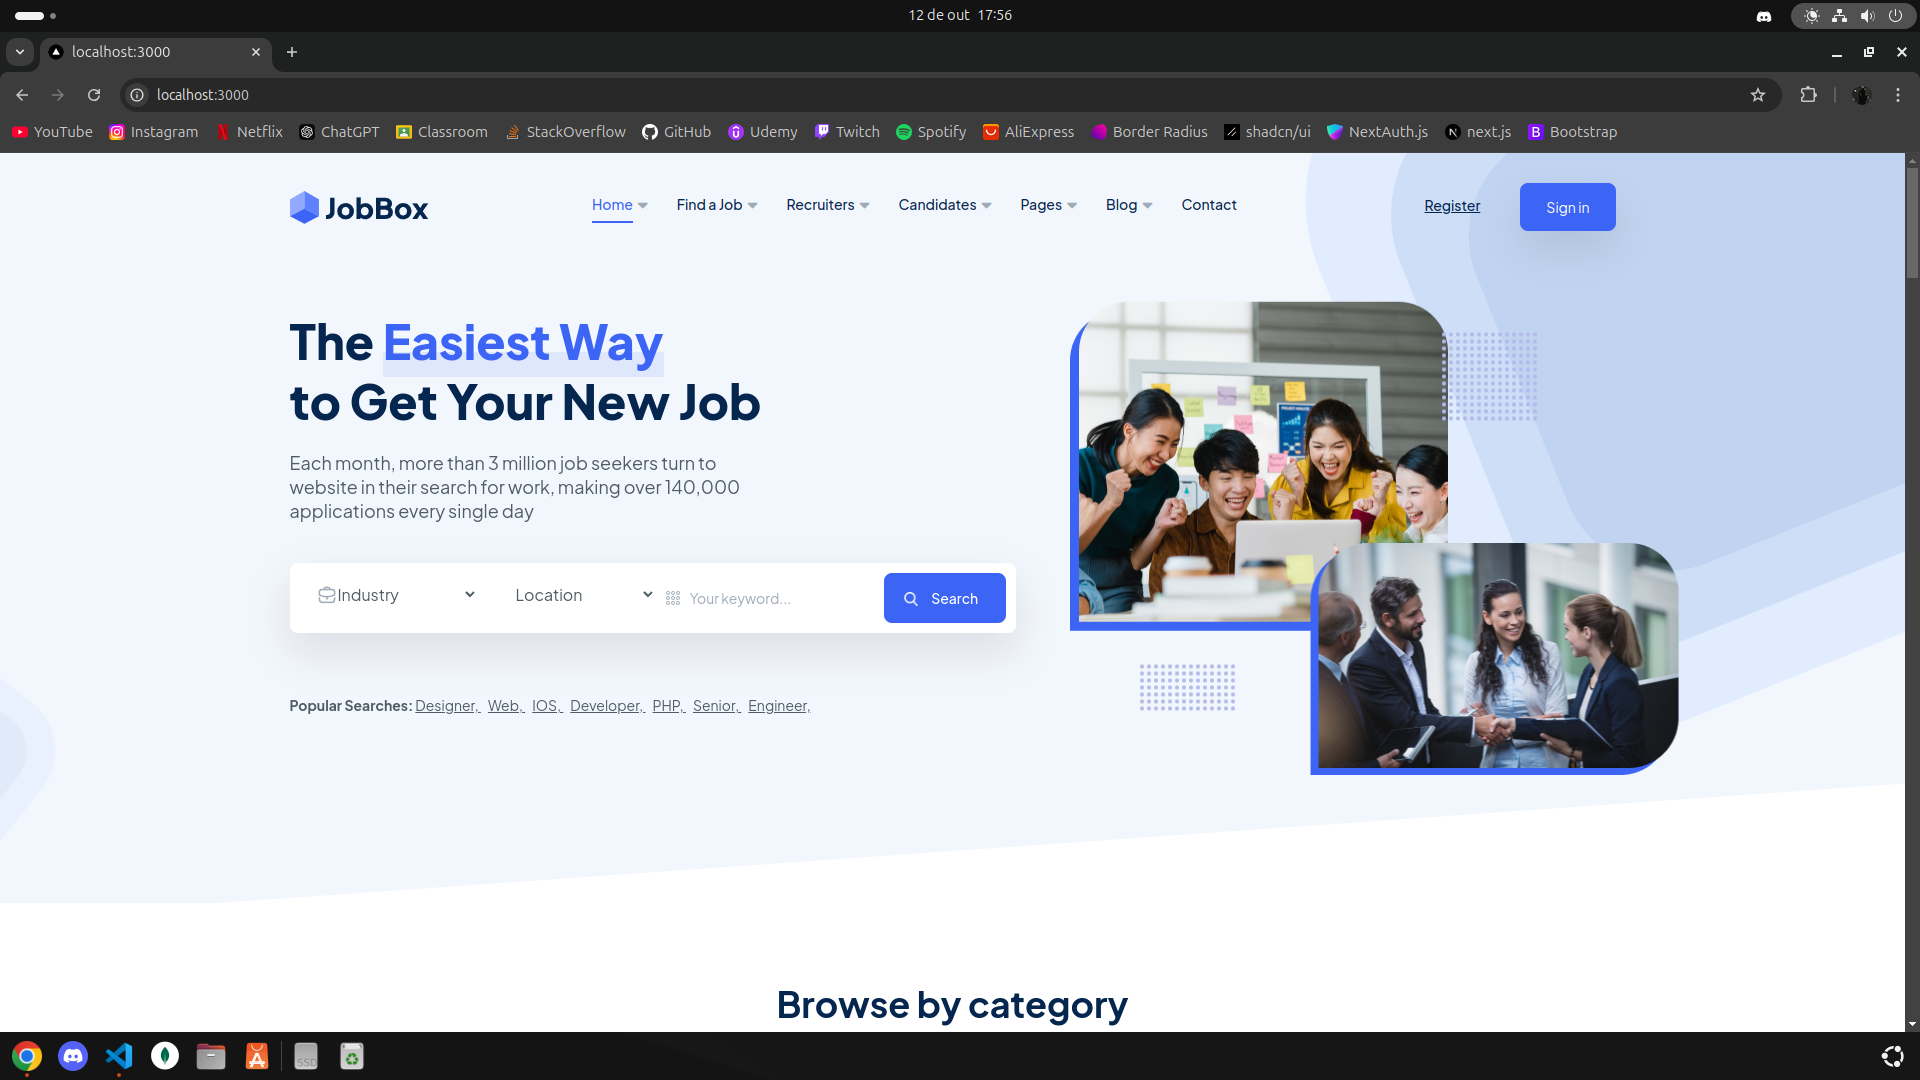 12 de out 17:56
localhost:3000
localhost:3000
YouTube Instagram Netflix ChatGPT Classroom StackOverflow GitHub Udemy Twitch Spotify AliExpress Border Radius shadcn/ui NextAuth.js next.js Bootstrap
JobBox Home Find a Job Recruiters Candidates Pages Blog Contact Register Sign in
The Easiest Way
to Get Your New Job
Each month, more than 3 million job seekers turn to
website in their search for work, making over 140,000
applications every single day
Industry Location Your keyword... Search
Popular Searches: Designer, Web, IOS, Developer, PHP, Senior, Engineer,
Browse by category
SSD